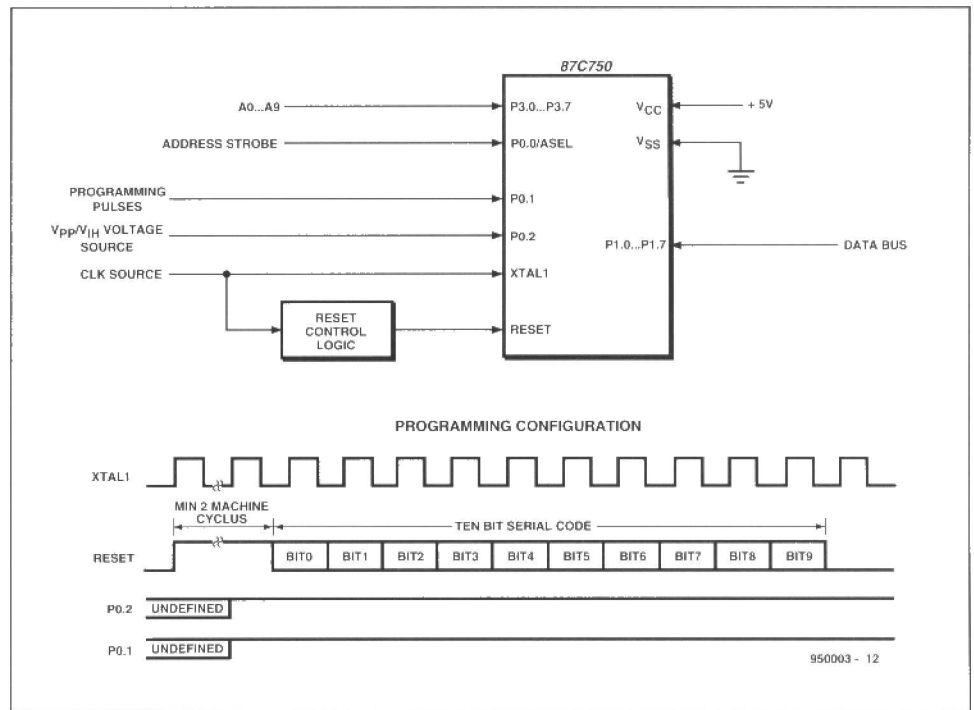 87C750
A0...A9
P3.0...P3.7
VCC
+ 5V
ADDRESS STROBE
P0.0/ASEL
VSS
PROGRAMMING
PULSES
P0.1
VPP/VIH VOLTAGE
SOURCE
P0.2
P1.0...P1.7
DATA BUS
CLK SOURCE
XTAL1
RESET
CONTROL
LOGIC
RESET
PROGRAMMING CONFIGURATION
XTAL1
MIN 2 MACHINE
CYCLUS
TEN BIT SERIAL CODE
RESET
BIT0 BIT1 BIT2 BIT3 BIT4 BIT5 BIT6 BIT7 BIT8 BIT9
P0.2 UNDEFINED
P0.1 UNDEFINED
950003 - 12